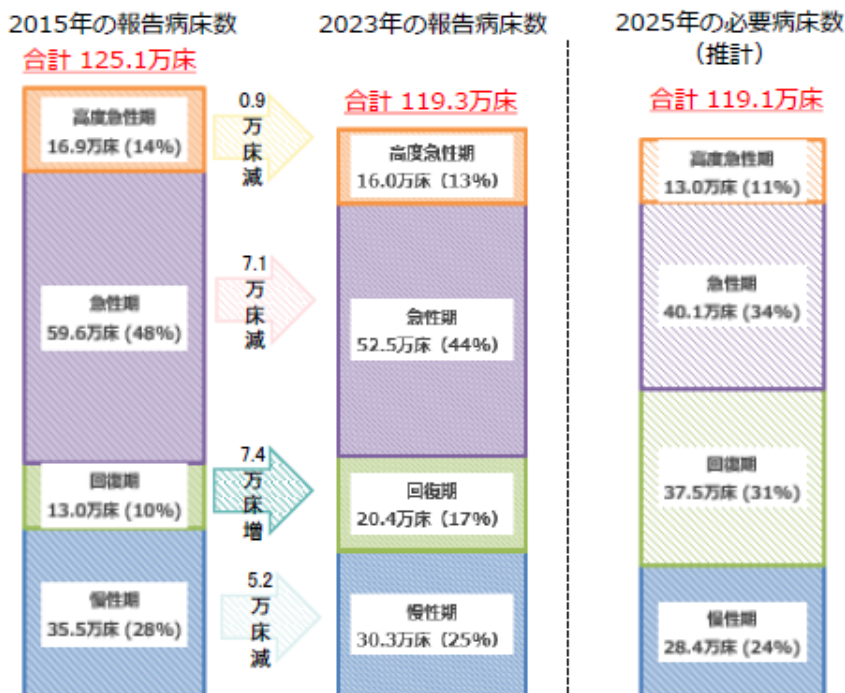 2015年の報告病床数
合計 125.1万床
高度急性期
16.9万床 (14%)
急性期
59.6万床 (48%)
回復期
13.0万床 (10%)
慢性期
35.5万床 (28%)
0.9
万
床
減
7.1
万
床
減
7.4
万
床
増
5.2
万
床
減
2023年の報告病床数
合計 119.3万床
高度急性期
16.0万床 (13%)
急性期
52.5万床 (44%)
回復期
20.4万床 (17%)
慢性期
30.3万床 (25%)
2025年の必要病床数
(推計)
合計 119.1万床
高度急性期
13.0万床 (11%)
急性期
40.1万床 (34%)
回復期
37.5万床 (31%)
慢性期
28.4万床 (24%)